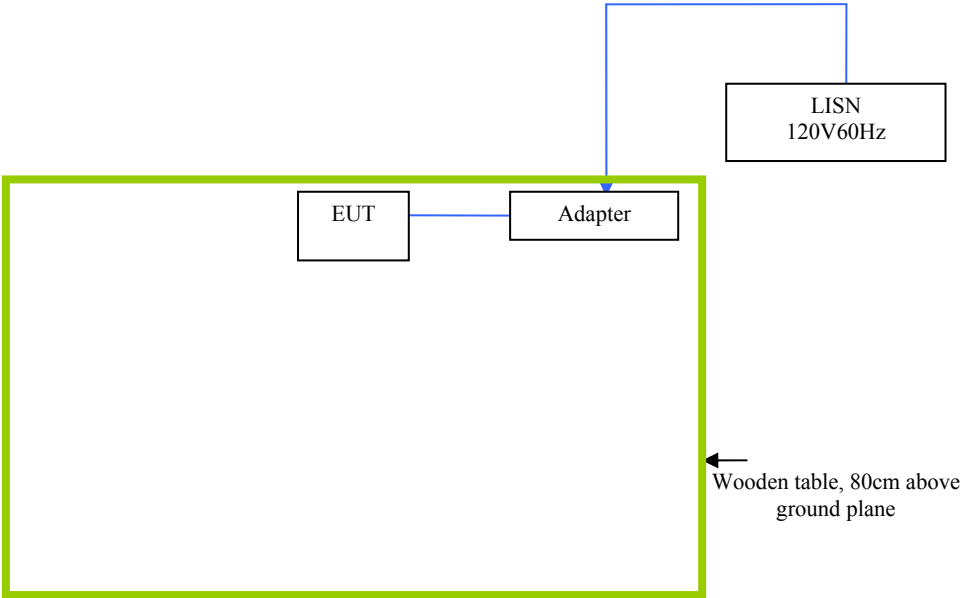 LISN
120V60Hz
EUT
Adapter
Wooden table, 80cm above
ground plane